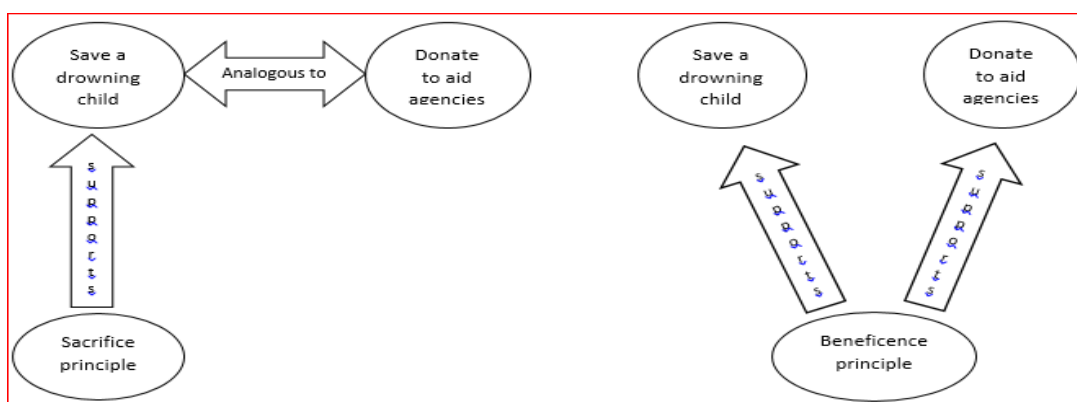 Save a
drowning
child
Analogous to
Donate
to aid
agencies
supports
Sacrifice
principle
Save a
drowning
child
Donate
to aid
agencies
supports
supports
Beneficence
principle